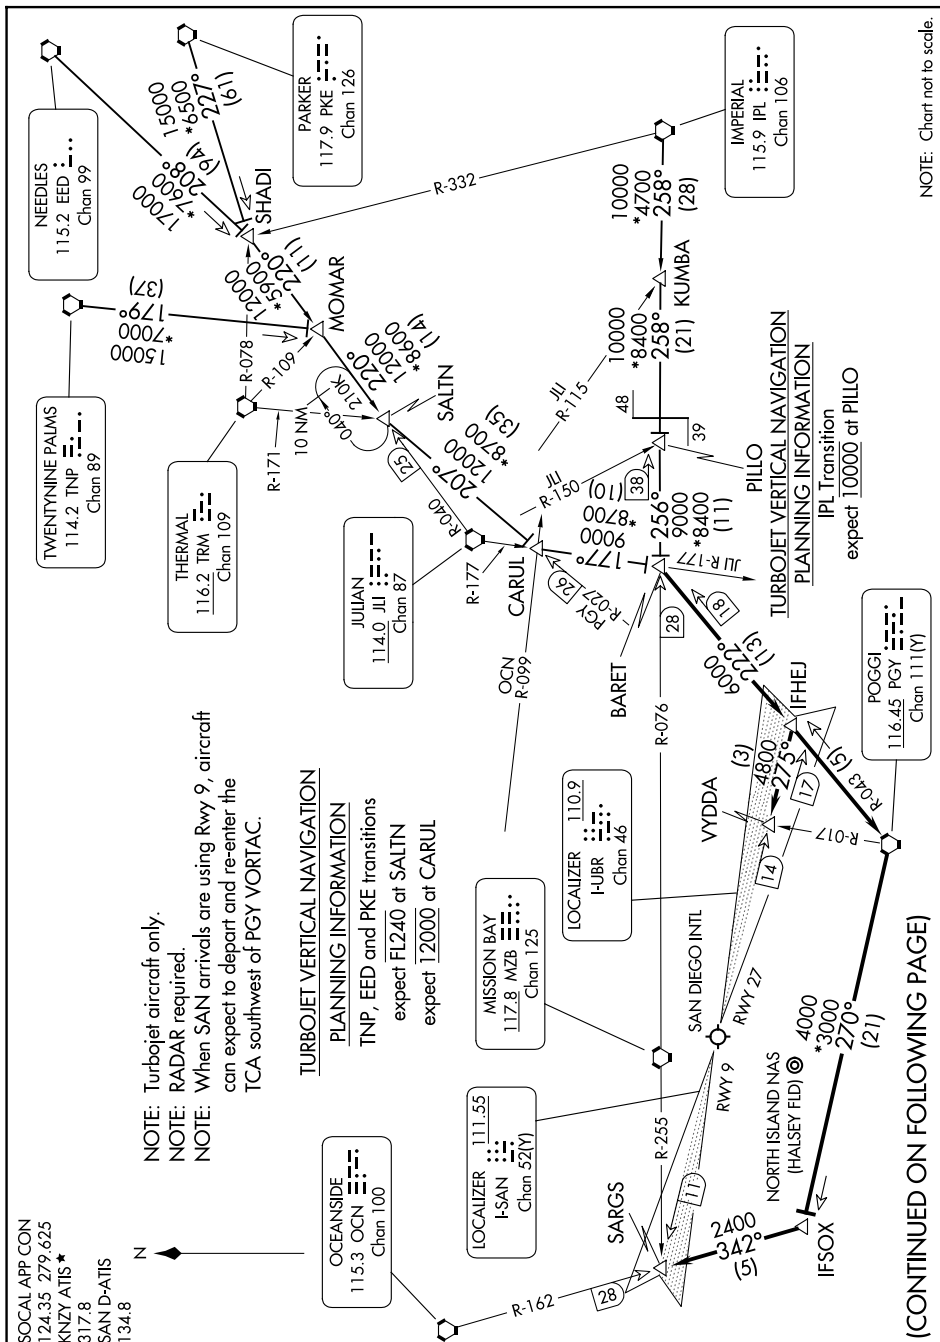 SOCAL APP CON
124.35 279.625
KNZY ATIS★
317.8
SAN D-ATIS
134.8
N
NOTE: Turbojet aircraft only.
NOTE: RADAR required.
NOTE: When SAN arrivals are using Rwy 9, aircraft
can expect to depart and re-enter the
TCA southwest of PGY VORTAC.
TURBOJET VERTICAL NAVIGATION
PLANNING INFORMATION
TNP, EED and PKE transitions
expect FL240 at SALTN
expect 12000 at CARUL
TWENTYNINE PALMS
114.2 TNP
Chan 89
NEEDLES
115.2 EED
Chan 99
PARKER
117.9 PKE
Chan 126
THERMAL
116.2 TRM
Chan 109
JULIAN
114.0 JLI
Chan 87
IMPERIAL
115.9 IPL
Chan 106
OCEANSIDE
115.3 OCN
Chan 100
MISSION BAY
117.8 MZB
Chan 125
LOCALIZER 111.55
I-SAN
Chan 52(Y)
LOCALIZER 110.9
I-UBR
Chan 46
POGGI
116.45 PGY
Chan 111(Y)
15000
*7000
179°
(37)
17000
*7600
208°
(94)
15000
*6500
227°
(61)
SHADI
12000
*5900
220°
(11)
MOMAR
R-078
R-109
R-171
10 NM
040°
210K
220°
12000
*8600
(14)
SALTN
25
R-040
207°
12000
*8700
(35)
R-332
R-177
CARUL
OCN
R-099
JLI
R-115
JLI
R-150
26
PGY
R-027
177°
9000
*8700
(10)
10000
*4700
258°
(28)
KUMBA
10000
*8400
258°
(21)
48
39
38
PILLO
256°
9000
*8400
(11)
JLI R-177
BARET
28
R-076
18
6000
222°
(13)
TURBOJET VERTICAL NAVIGATION
PLANNING INFORMATION
IPL Transition
expect 10000 at PILLO
IFHEJ
(3)
4800
275°
17
VYDDA
14
R-017
R-043 (5)
SAN DIEGO INTL
RWY 27
RWY 9
NORTH ISLAND NAS
(HALSEY FLD)
4000
*3000
270°
(21)
IFSOX
2400
342°
(5)
SARGS
R-255
11
28
R-162
NOTE: Chart not to scale.
(CONTINUED ON FOLLOWING PAGE)